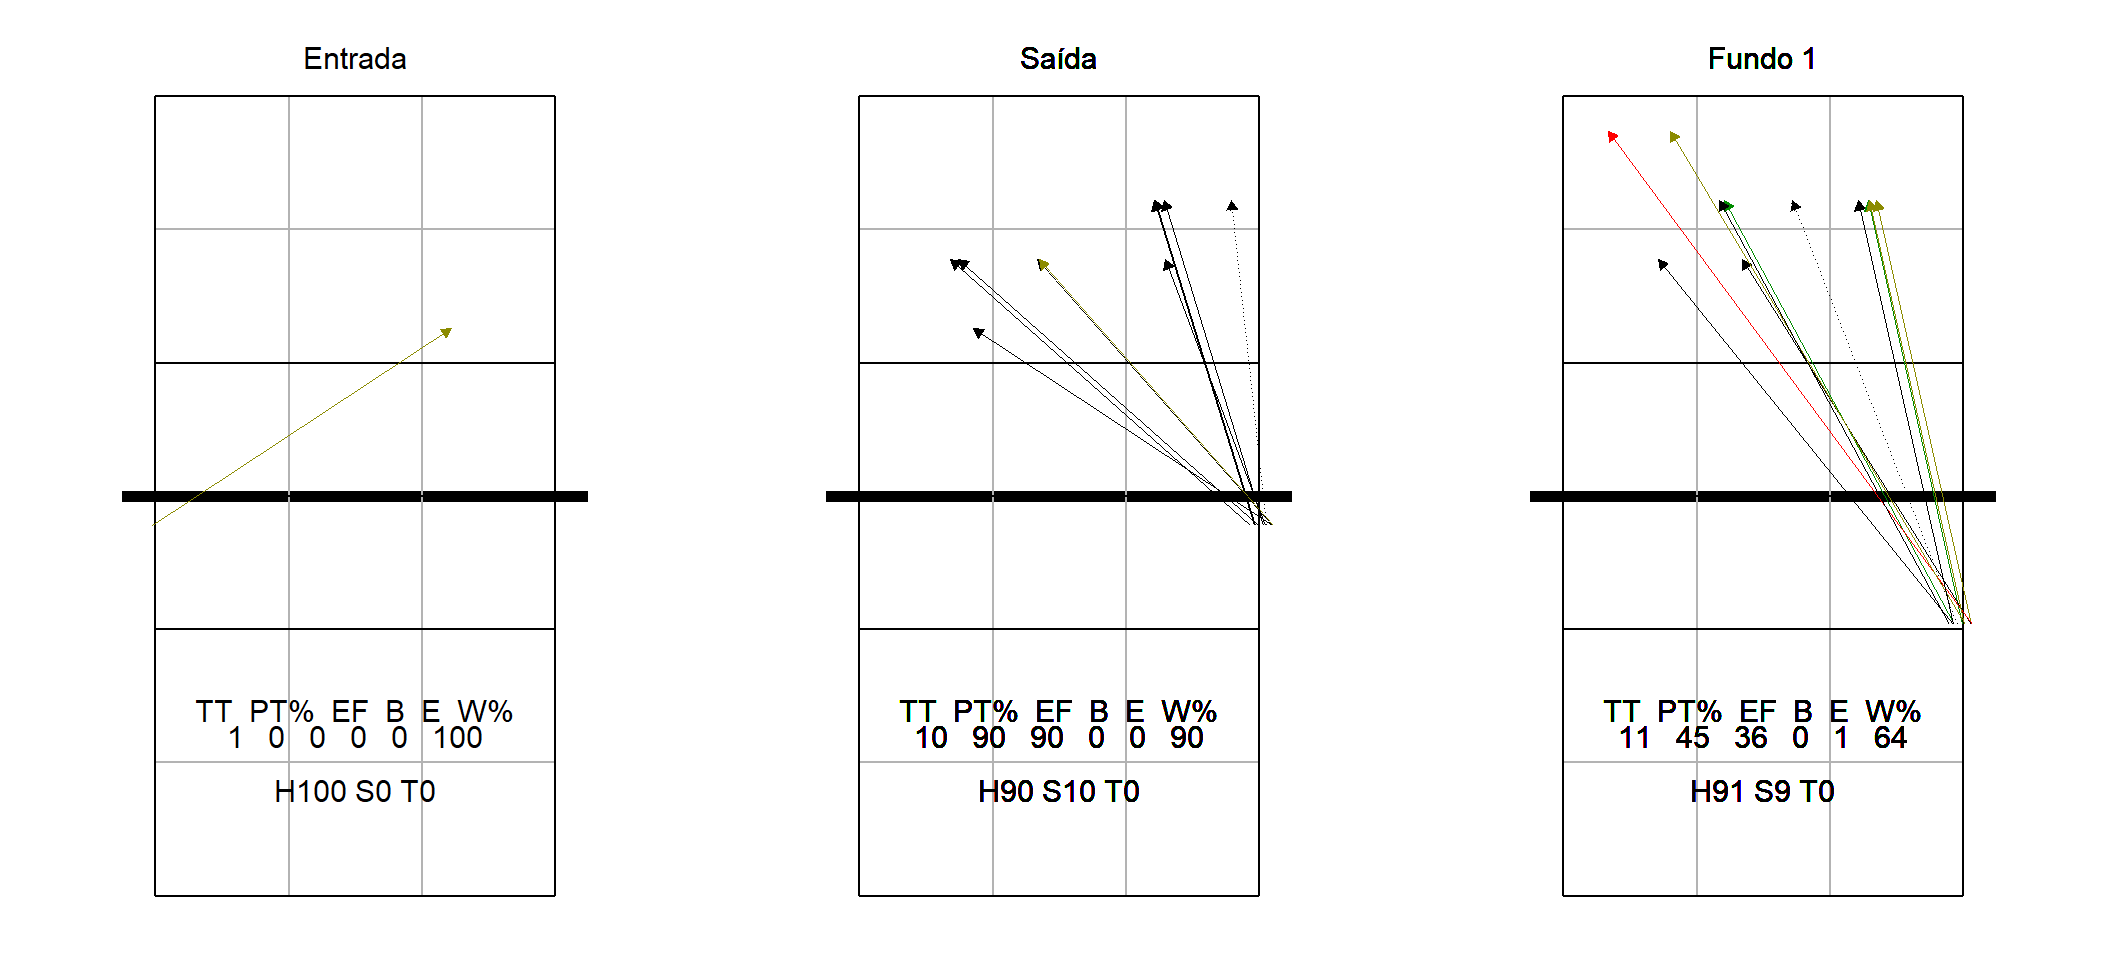 Entrada
TT PT% EF B E W%
1 0 0 0 0 100
H100 S0 T0
Saída
TT PT% EF B E W%
10 90 90 0 0 90
H90 S10 T0
Fundo 1
TT PT% EF B E W%
11 45 36 0 1 64
H91 S9 T0